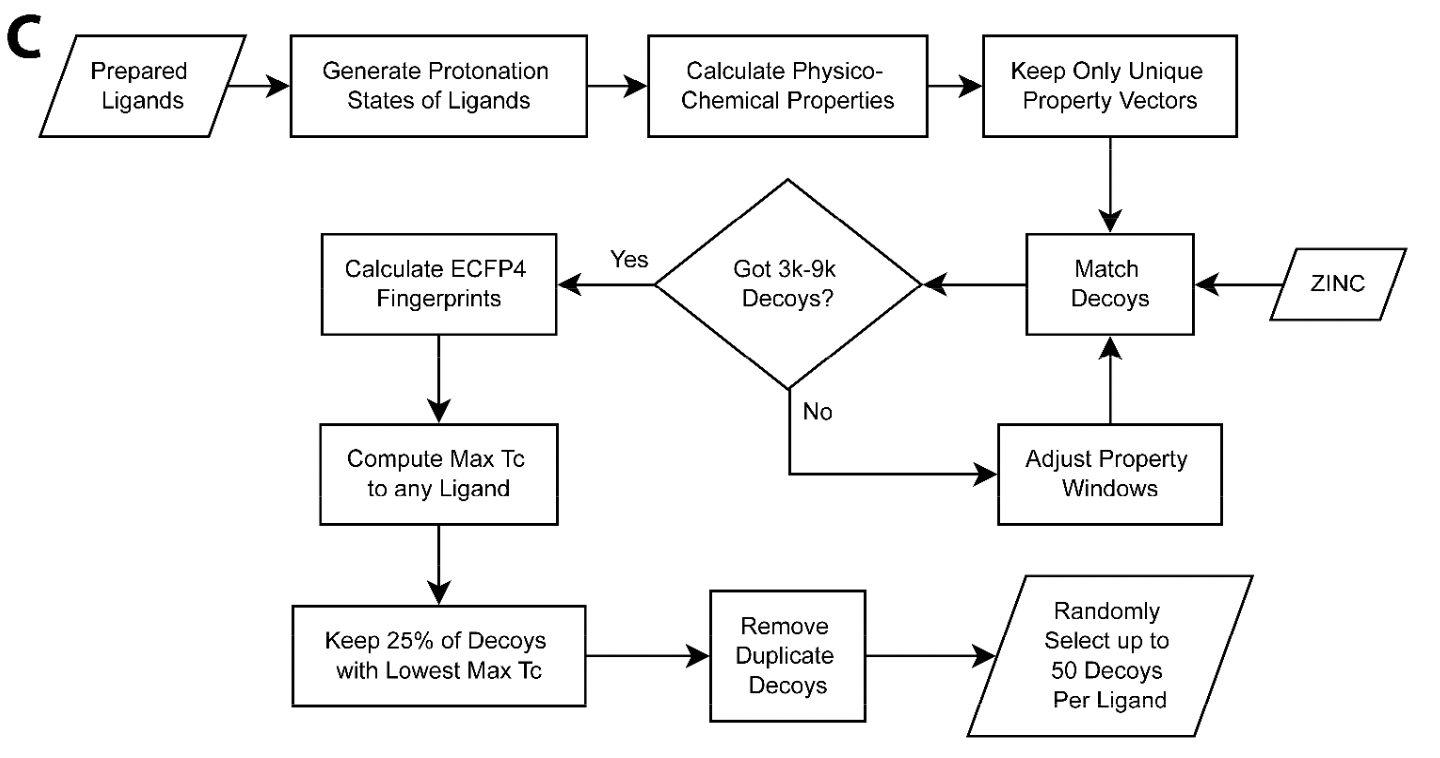 C
Prepared
Ligands
Generate Protonation
States of Ligands
Calculate Physico-
Chemical Properties
Keep Only Unique
Property Vectors
Match
Decoys
ZINC
Got 3k-9k
Decoys?
Yes
No
Adjust Property
Windows
Calculate ECFP4
Fingerprints
Compute Max Tc
to any Ligand
Keep 25% of Decoys
with Lowest Max Tc
Remove
Duplicate
Decoys
Randomly
Select up to
50 Decoys
Per Ligand